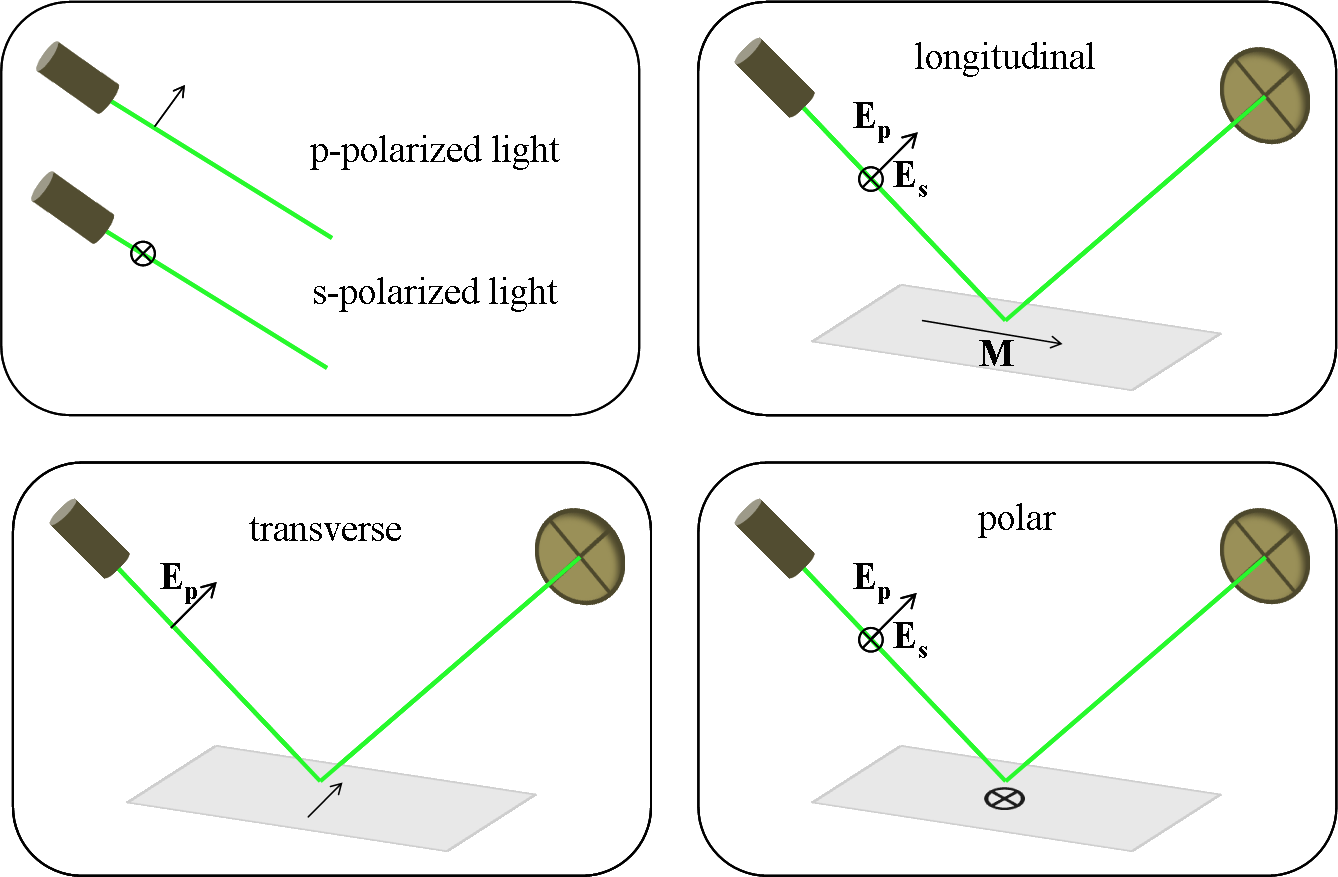 p-polarized light
s-polarized light
longitudinal
Ep
Es
M
transverse
Ep
polar
Ep
Es